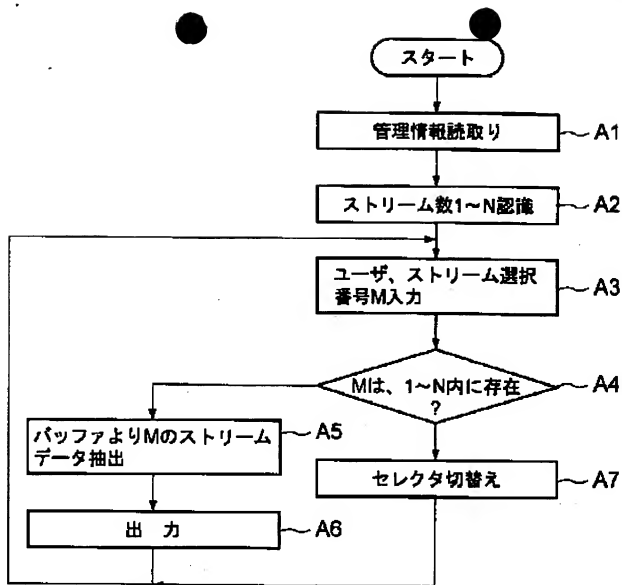 スタート
管理情報読取り
A1
ストリーム数1〜N認識
A2
ユーザ、ストリーム選択
番号M入力
A3
Mは、1〜N内に存在
?
A4
バッファよりMのストリーム
データ抽出
A5
セレクタ切替え
A7
出 力
A6